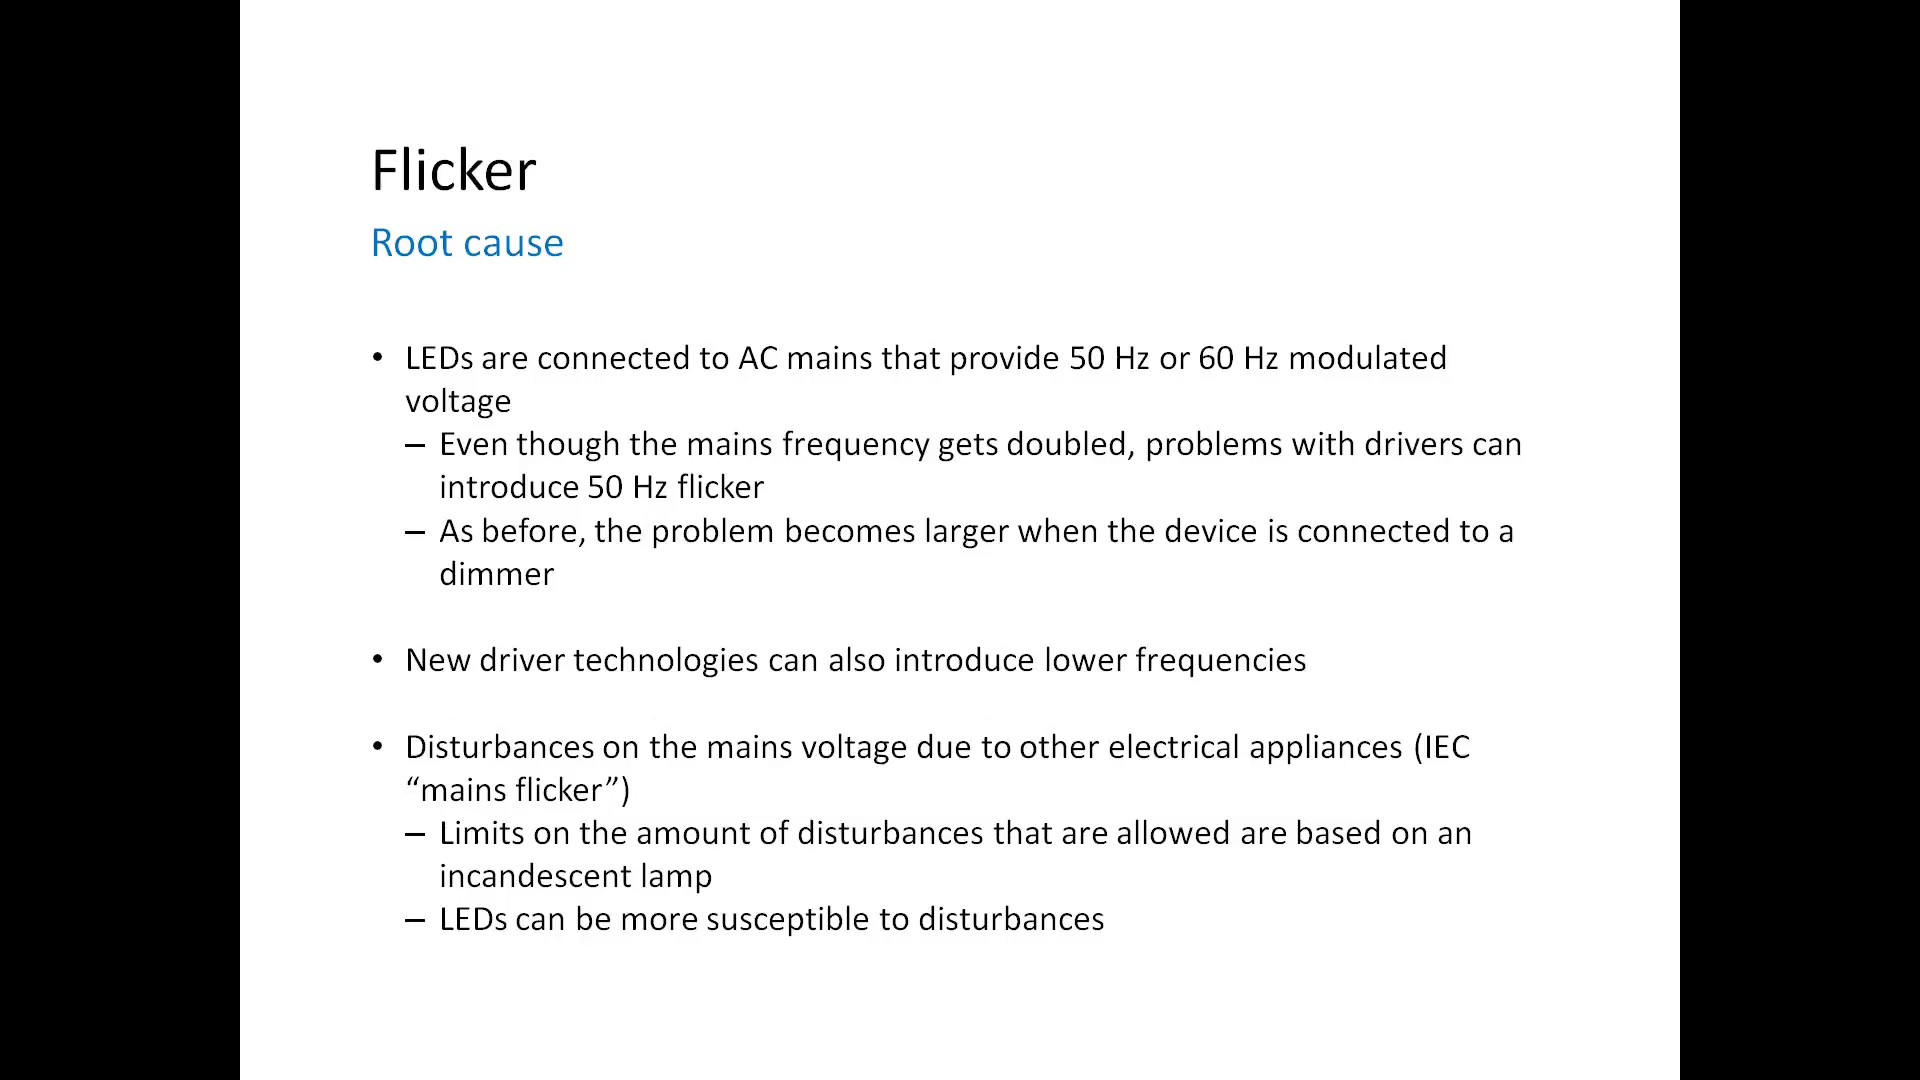 Flicker
Root cause
• LEDs are connected to AC mains that provide 50 Hz or 60 Hz modulated
voltage
– Even though the mains frequency gets doubled, problems with drivers can
introduce 50 Hz flicker
– As before, the problem becomes larger when the device is connected to a
dimmer
• New driver technologies can also introduce lower frequencies
• Disturbances on the mains voltage due to other electrical appliances (IEC
“mains flicker”)
– Limits on the amount of disturbances that are allowed are based on an
incandescent lamp
– LEDs can be more susceptible to disturbances